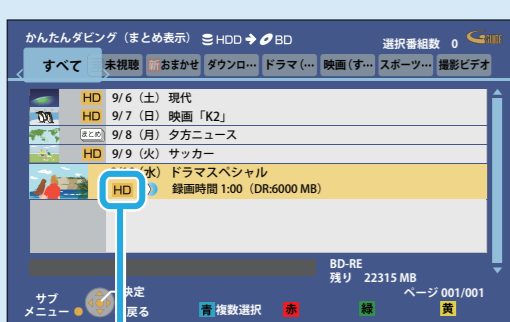 かんたんダビング（まとめ表示） HDD➔BD 選択番組数 0 GUIDE
すべて 未視聴 新おまかせ ダウンロ… ドラマ（… 映画（す… スポーツ… 撮影ビデオ
HD 9/ 6（土）現代
HD 9/ 7（日）映画「K2」
まとめ 9/ 8（月）夕方ニュース
HD 9/ 9（火）サッカー
（水）ドラマスペシャル
HD 録画時間 1:00（DR:6000 MB）
BD-RE
残り 22315 MB
ページ 001/001
サブ
メニュー
決定
戻る
青 複数選択 赤 緑 黄